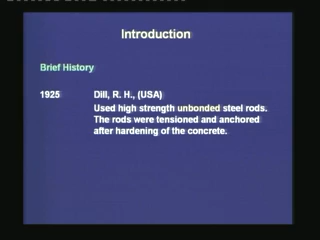 Introduction
Brief History
1925 Dill, R. H., (USA)
Used high strength unbonded steel rods.
The rods were tensioned and anchored
after hardening of the concrete.